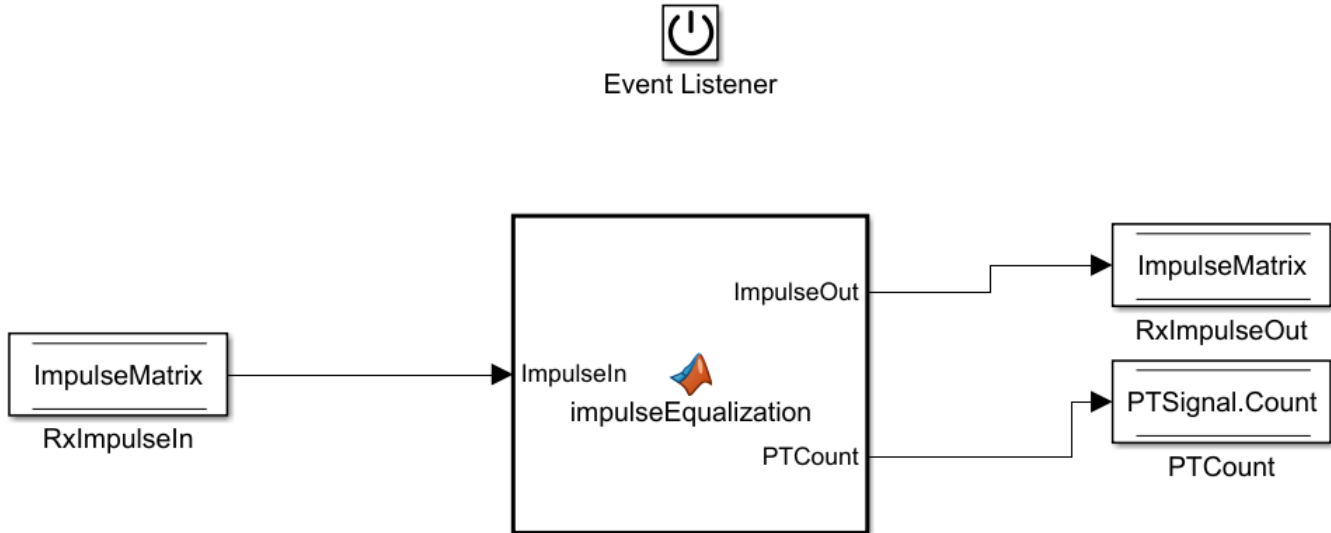 Event Listener
ImpulseMatrix
RxImpulseIn
ImpulseIn
impulseEqualization
ImpulseOut
PTCount
ImpulseMatrix
RxImpulseOut
PTSignal.Count
PTCount